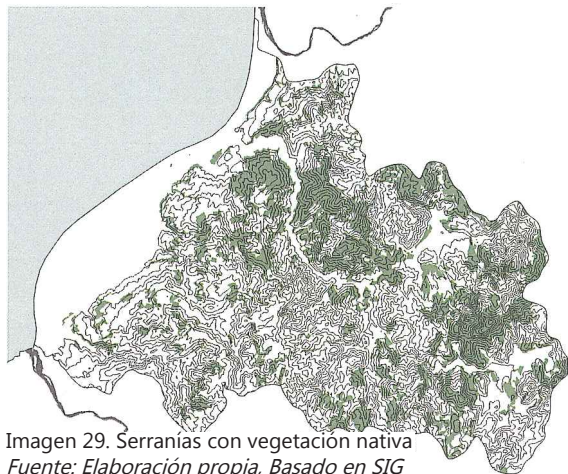 Imagen 29. Serranías con vegetación nativa
Fuente: Elaboración propia. Basado en SIG